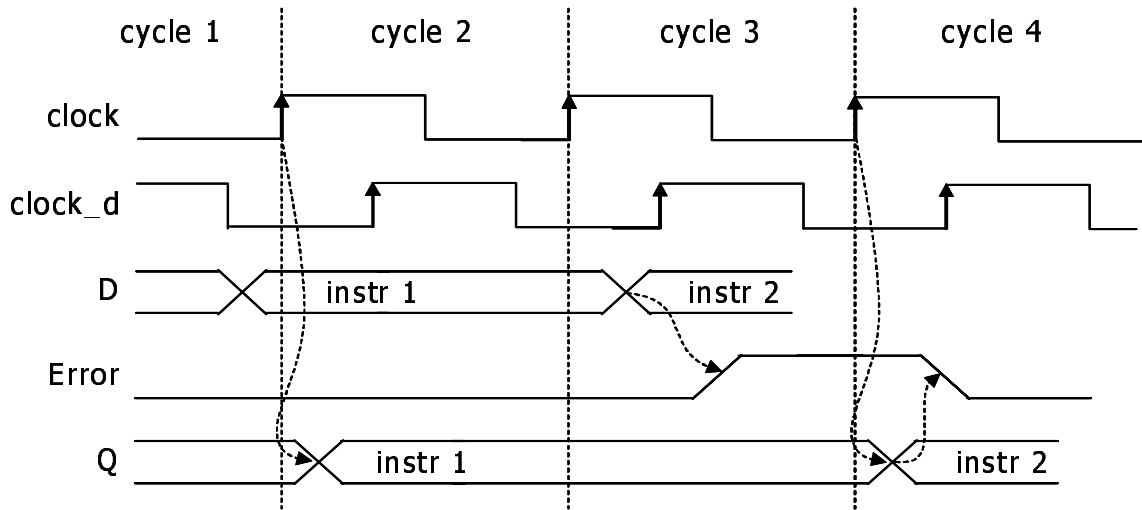 cycle 1 cycle 2 cycle 3 cycle 4
clock
clock_d
D instr 1 instr 2
Error
Q instr 1 instr 2